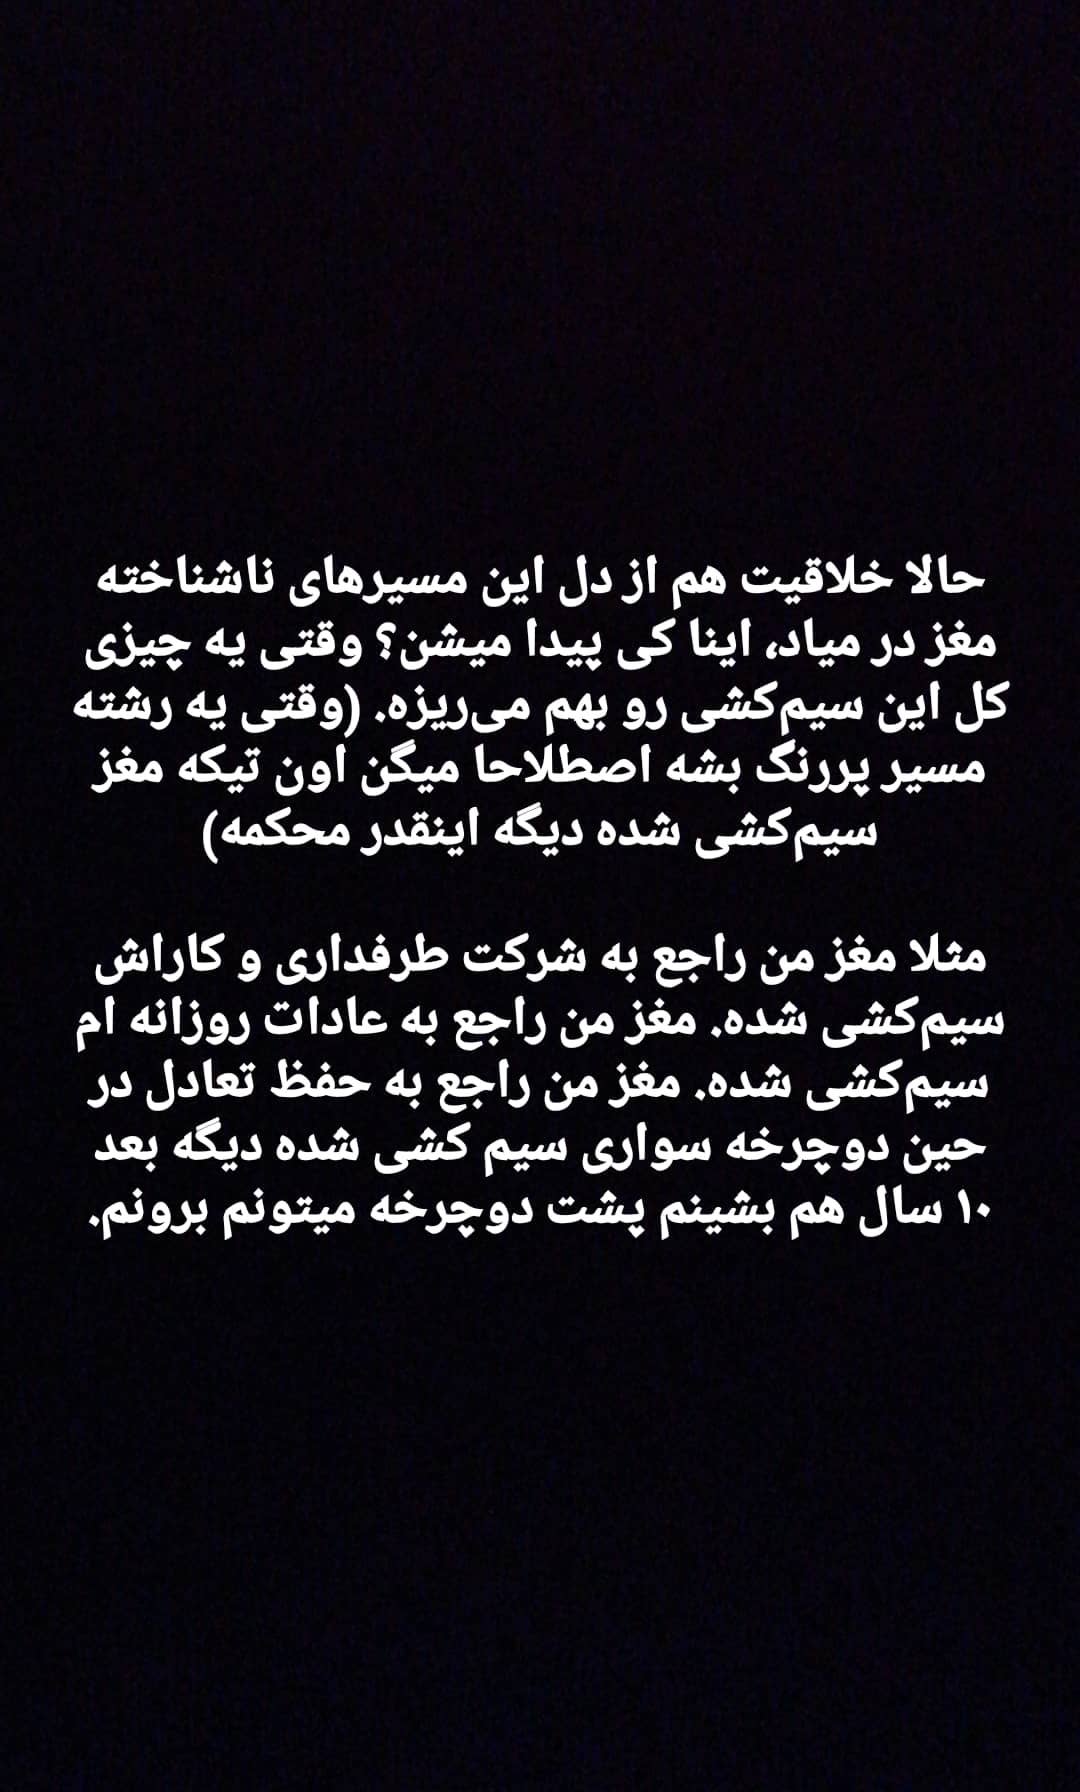 حالا خلاقیت هم از دل این مسیرهای ناشناخته
مغز در میاد، اینا کی پیدا میشن؟ وقتی یه چیزی
کل این سیم‌کشی رو بهم می‌ریزه. (وقتی یه رشته
مسیر پررنگ بشه اصطلاحا میگن اون تیکه مغز
سیم‌کشی شده دیگه اینقدر محکمه)
مثلا مغز من راجع به شرکت طرفداری و کاراش
سیم‌کشی شده. مغز من راجع به عادات روزانه ام
سیم‌کشی شده. مغز من راجع به حفظ تعادل در
حین دوچرخه سواری سیم کشی شده دیگه بعد
۱۰ سال هم بشینم پشت دوچرخه میتونم برونم.